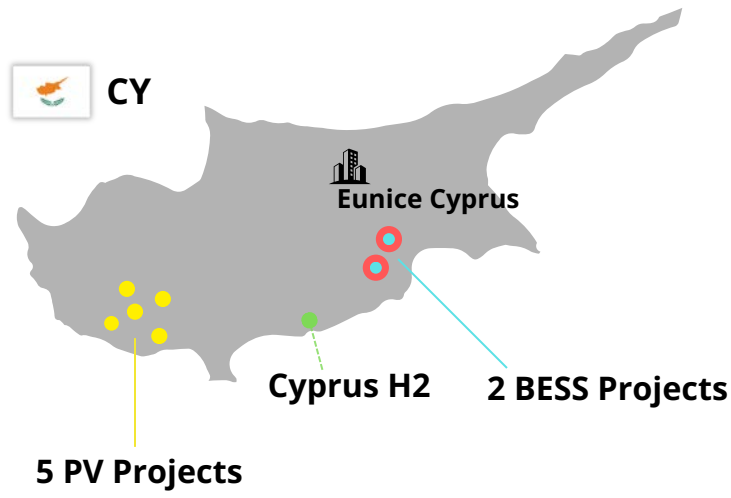 CY
Eunice Cyprus
Cyprus H2
2 BESS Projects
5 PV Projects